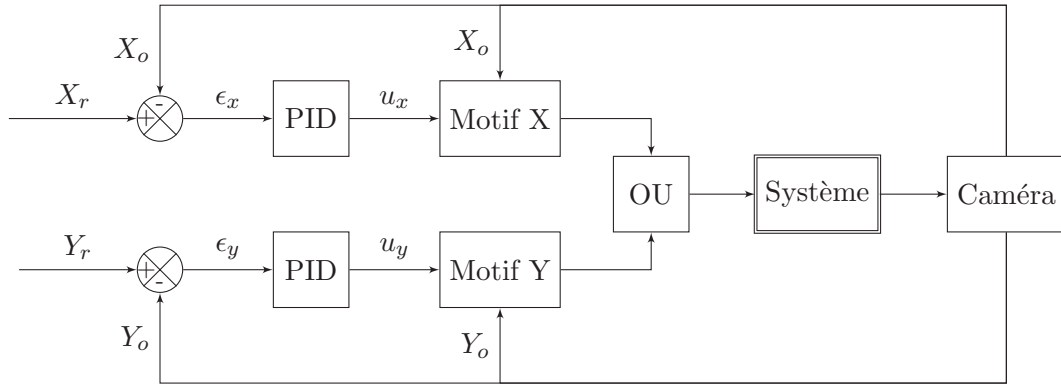 X_o
X_o
X_r
+
-
ϵ_x
PID
u_x
Motif X
OU
Système
Caméra
Y_r
+
-
ϵ_y
PID
u_y
Motif Y
Y_o
Y_o